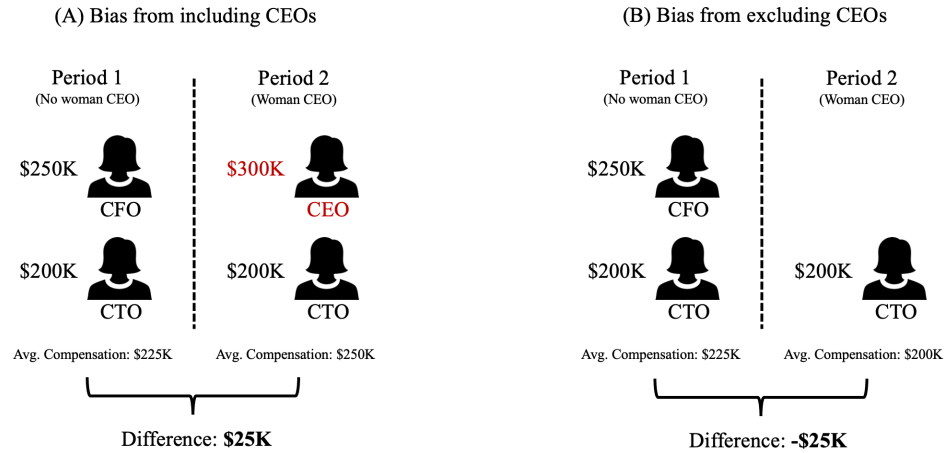 (A) Bias from including CEOs
Period 1
(No woman CEO)
Period 2
(Woman CEO)
$250K
CFO
$300K
CEO
$200K
CTO
$200K
CTO
Avg. Compensation: $225K
Avg. Compensation: $250K
Difference: $25K
(B) Bias from excluding CEOs
Period 1
(No woman CEO)
Period 2
(Woman CEO)
$250K
CFO
$200K
CTO
$200K
CTO
Avg. Compensation: $225K
Avg. Compensation: $200K
Difference: -$25K